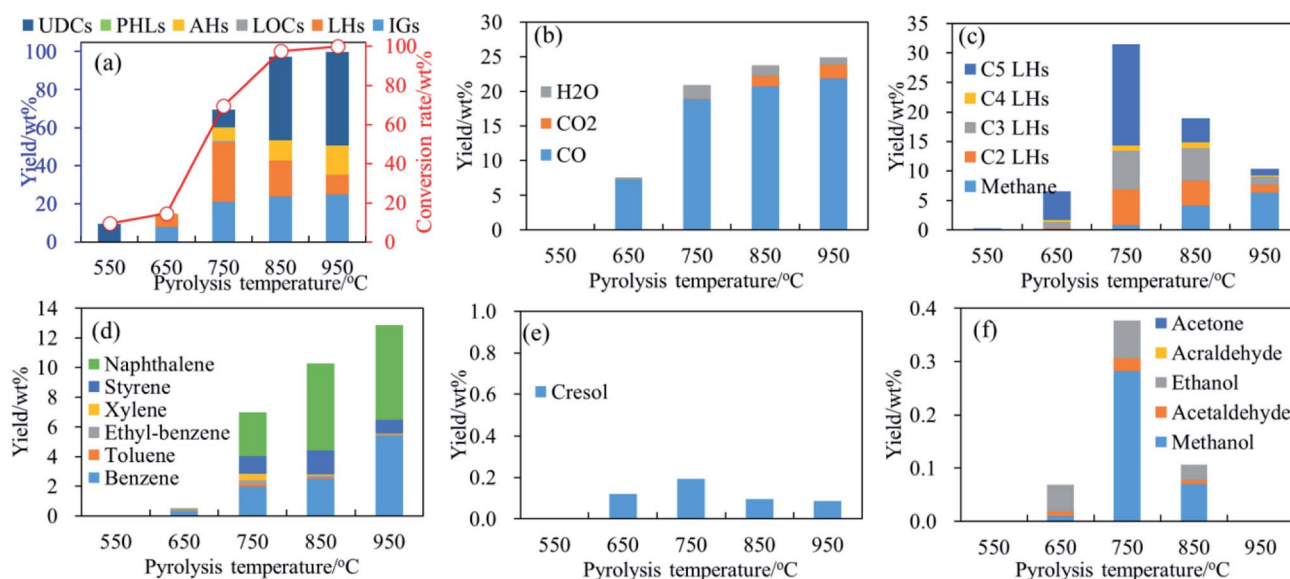 UDCs PHLs AHs LOCs LHs IGs
(a)
100
80
60
40
20
0
Yield/wt%
100
80
60
40
20
0
Conversion rate/wt%
550 650 750 850 950
Pyrolysis temperature/°C
(b)
30
25
20
15
10
5
0
Yield/wt%
H2O
CO2
CO
550 650 750 850 950
Pyrolysis temperature/°C
(c)
35
30
25
20
15
10
5
0
Yield/wt%
C5 LHs
C4 LHs
C3 LHs
C2 LHs
Methane
550 650 750 850 950
Pyrolysis temperature/°C
(d)
14
12
10
8
6
4
2
0
Yield/wt%
Naphthalene
Styrene
Xylene
Ethyl-benzene
Toluene
Benzene
550 650 750 850 950
Pyrolysis temperature/°C
(e)
1.0
0.8
0.6
0.4
0.2
0.0
Yield/wt%
Cresol
550 650 750 850 950
Pyrolysis temperature/°C
(f)
0.4
0.3
0.2
0.1
0.0
Yield/wt%
Acetone
Acraldehyde
Ethanol
Acetaldehyde
Methanol
550 650 750 850 950
Pyrolysis temperature/°C